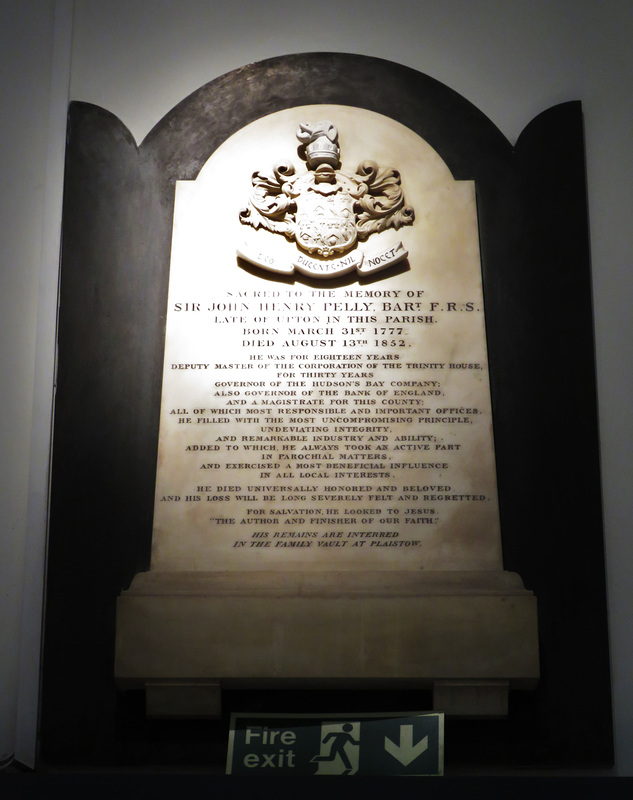 DEO DUCENTE NIL NOCET
SACRED TO THE MEMORY OF
SIR JOHN HENRY PELLY, BART F.R.S.
LATE OF UPTON IN THIS PARISH.
BORN MARCH 31ST 1777.
DIED AUGUST 13TH 1852.
HE WAS FOR EIGHTEEN YEARS
DEPUTY MASTER OF THE CORPORATION OF THE TRINITY HOUSE,
FOR THIRTY YEARS
GOVERNOR OF THE HUDSON'S BAY COMPANY;
ALSO GOVERNOR OF THE BANK OF ENGLAND,
AND A MAGISTRATE FOR THIS COUNTY;
ALL OF WHICH MOST RESPONSIBLE AND IMPORTANT OFFICES.
HE FILLED WITH THE MOST UNCOMPROMISING PRINCIPLE,
UNDEVIATING INTEGRITY,
AND REMARKABLE INDUSTRY AND ABILITY;
ADDED TO WHICH, HE ALWAYS TOOK AN ACTIVE PART
IN PAROCHIAL MATTERS,
AND EXERCISED A MOST BENEFICIAL INFLUENCE
IN ALL LOCAL INTERESTS.
HE DIED UNIVERSALLY HONORED AND BELOVED
AND HIS LOSS WILL BE LONG SEVERELY FELT AND REGRETTED.
FOR SALVATION, HE LOOKED TO JESUS
"THE AUTHOR AND FINISHER OF OUR FAITH."
HIS REMAINS ARE INTERRED
IN THE FAMILY VAULT AT PLAISTOW.
Fire
exit